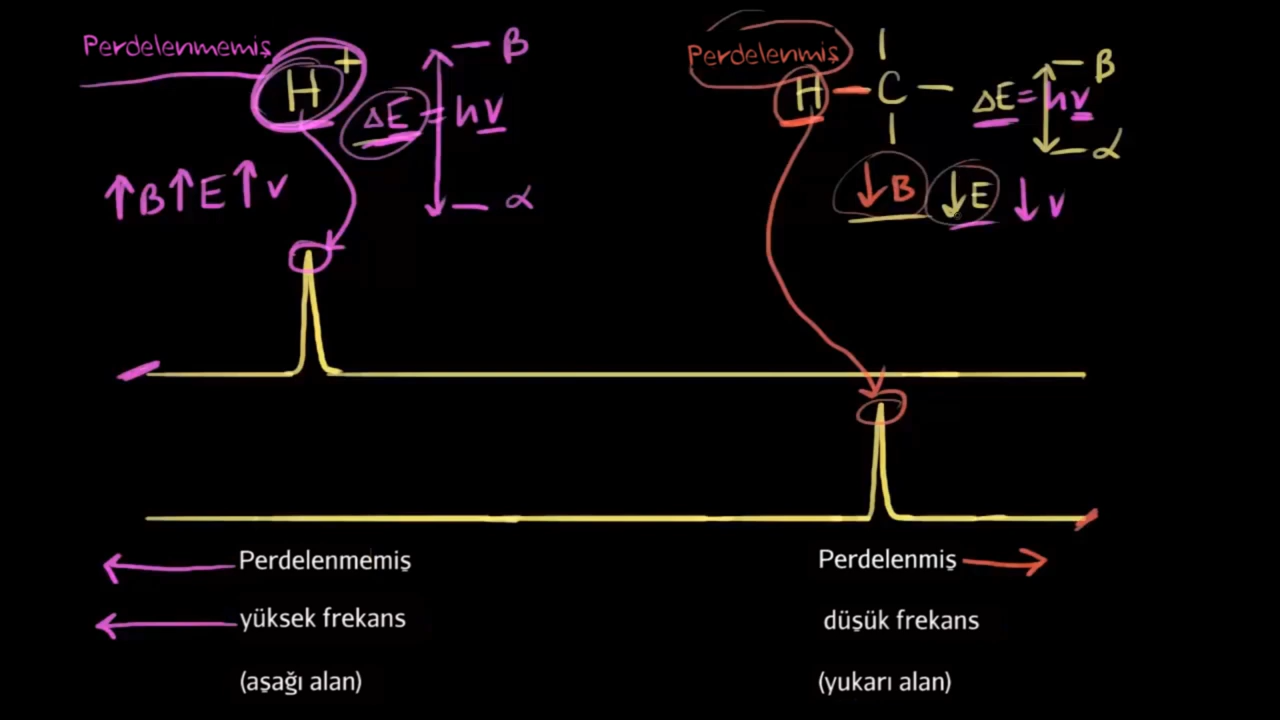 Perdelenmemiş
H+
ΔE = hν
β
α
↑B ↑E ↑ν
Perdelenmiş
H – C –
ΔE = hν
β
α
↓B ↓E ↓ν
Perdelenmemiş
yüksek frekans
(aşağı alan)
Perdelenmiş
düşük frekans
(yukarı alan)